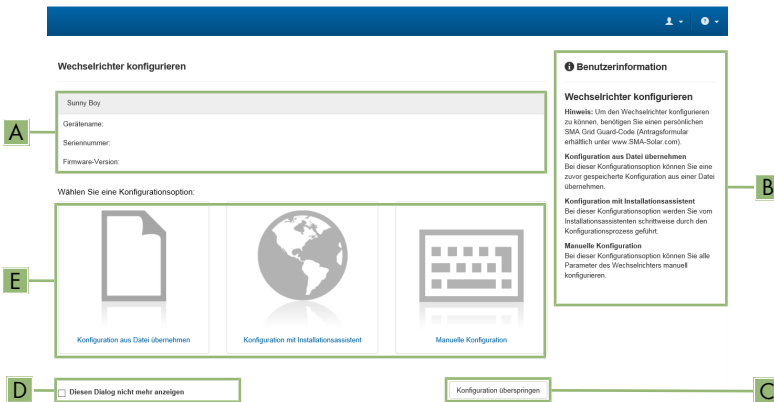 Wechselrichter konfigurieren
Sunny Boy
Gerätename:
Seriennummer:
Firmware-Version:
A
Wählen Sie eine Konfigurationsoption:
Konfiguration aus Datei übernehmen
Konfiguration mit Installationsassistent
Manuelle Konfiguration
E
Diesen Dialog nicht mehr anzeigen
D
Konfiguration überspringen
C
Benutzerinformation
Wechselrichter konfigurieren
Hinweis: Um den Wechselrichter konfigurieren
zu können, benötigen Sie einen persönlichen
SMA Grid Guard-Code (Antragsformular
erhältlich unter www.SMA-Solar.com).
Konfiguration aus Datei übernehmen
Bei dieser Konfigurationsoption können Sie eine
zuvor gespeicherte Konfiguration aus einer Datei
übernehmen.
Konfiguration mit Installationsassistent
Bei dieser Konfigurationsoption werden Sie vom
Installationsassistenten schrittweise durch den
Konfigurationsprozess geführt.
Manuelle Konfiguration
Bei dieser Konfigurationsoption können Sie alle
Parameter des Wechselrichters manuell
konfigurieren.
B